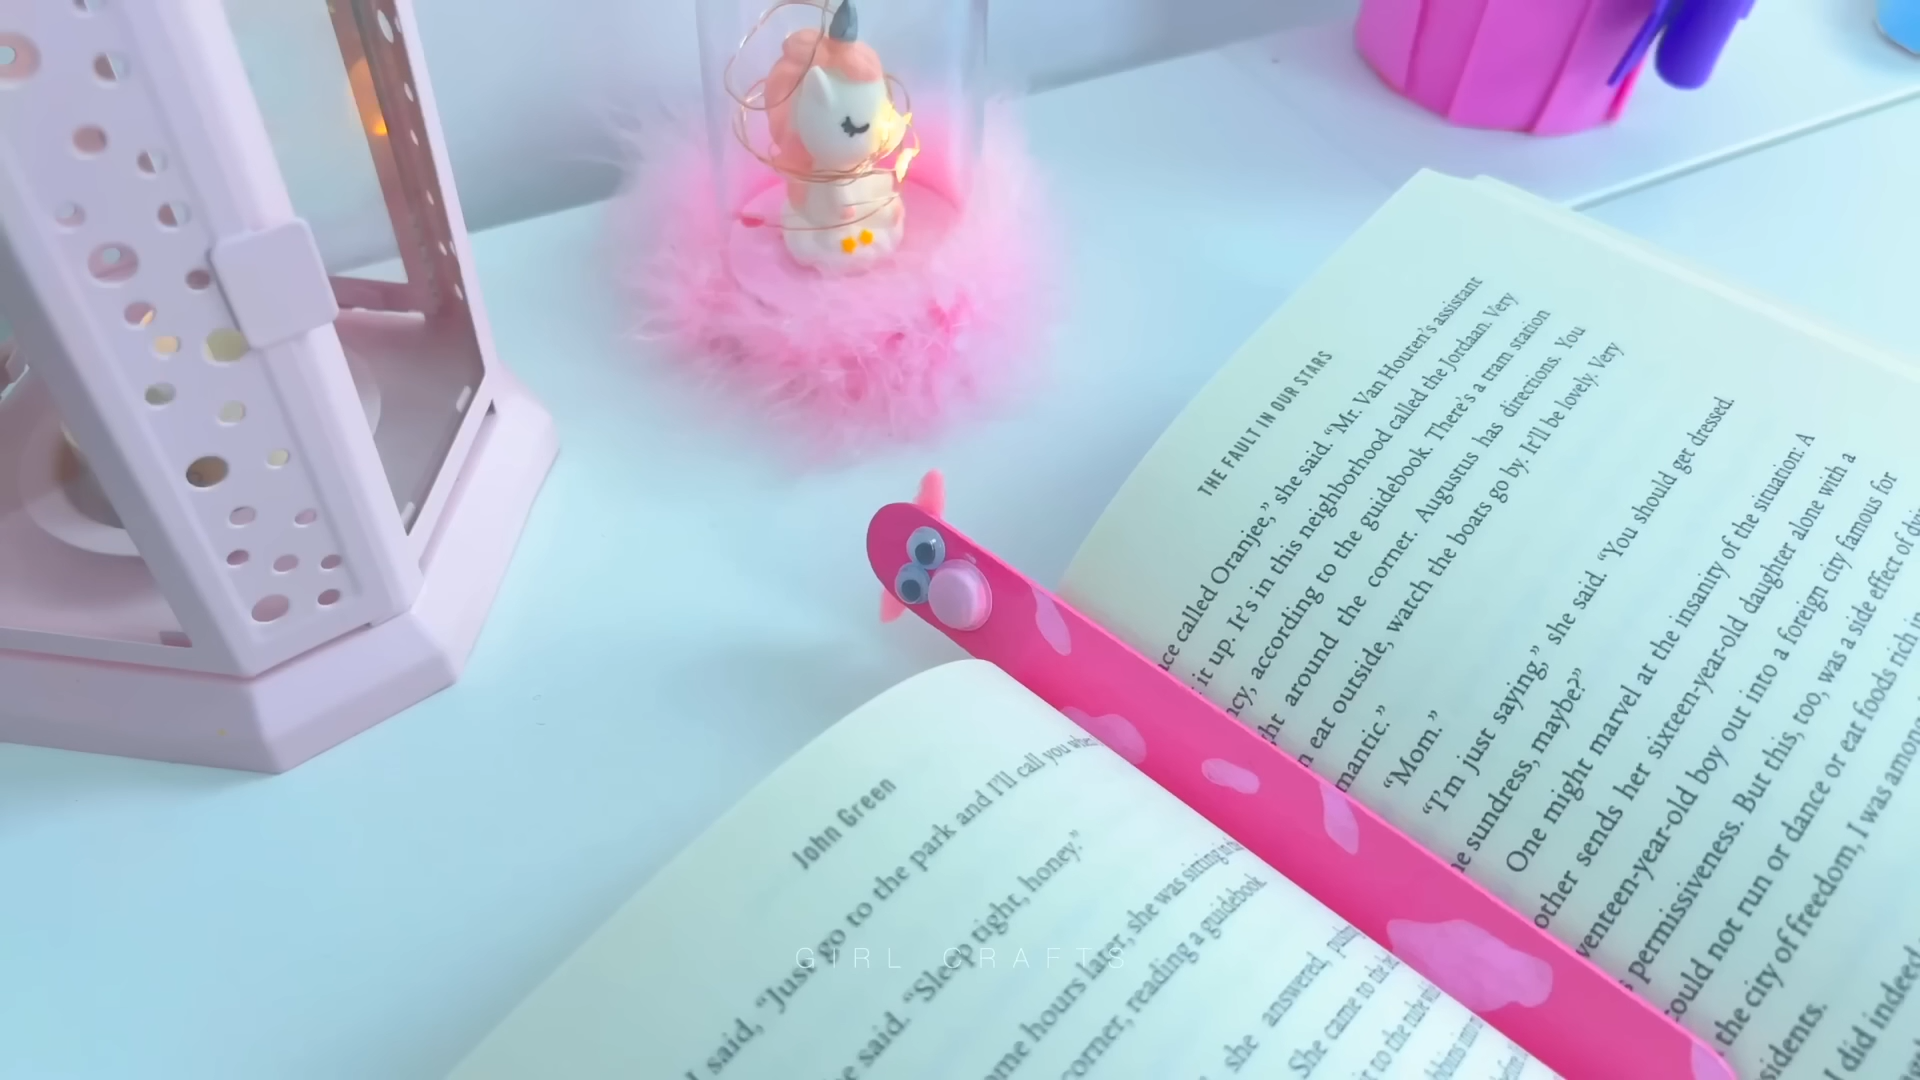 John Green
I said, “Just go to the park and I’ll call you when
e said. “Sleep tight, honey.”
ome hours later, she was sitting in the
corner, reading a guidebook
she answered,
She came to the
THE FAULT IN OUR STARS
ce called Oranjee,” she said. “Mr. Van Houten’s assistant
it up. It’s in this neighborhood called the Jordaan. Very
ncy, according to the guidebook. There’s a tram station
ht around the corner. Augustus has directions. You
n eat outside, watch the boats go by. It’ll be lovely. Very
mantic.”
“Mom.”
“I’m just saying,” she said. “You should get dressed.
he sundress, maybe?”
One might marvel at the insanity of the situation: A
other sends her sixteen-year-old daughter alone with a
venteen-year-old boy out into a foreign city famous for
s permissiveness. But this, too, was a side effect of
could not run or dance or eat foods rich in
the city of freedom, I was among
sidents.
I did indeed
GIRL CRAFTS